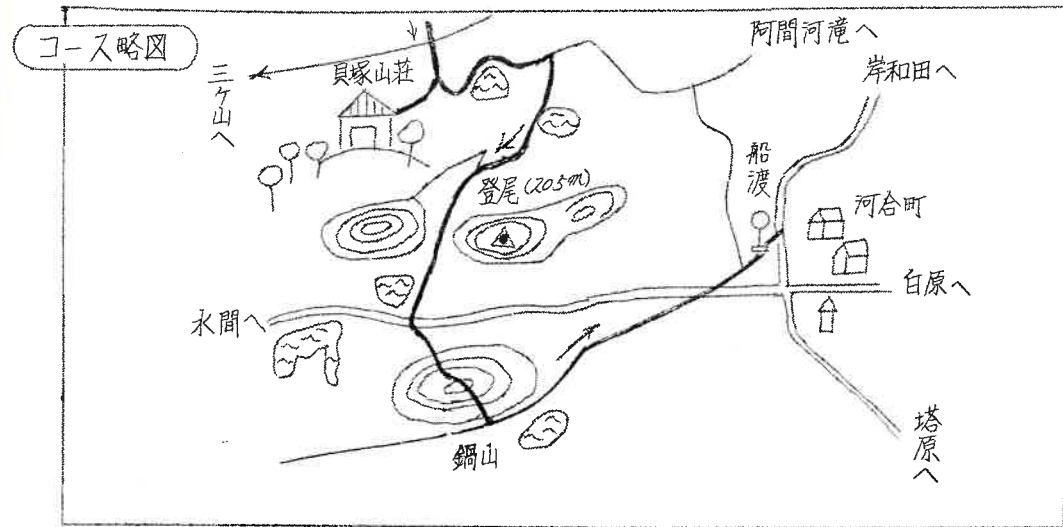 コース略図
阿間河滝へ
岸和田へ
三ヶ山へ
貝塚山荘
船渡
登尾(205m)
河合町
白原へ
水間へ
鍋山
塔原へ